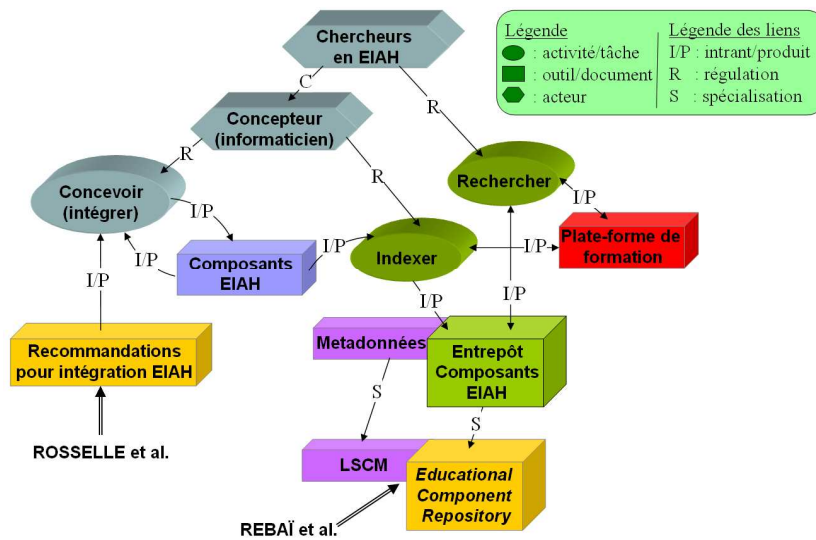 Chercheurs
en EIAH
Légende
: activité/tâche
: outil/document
: acteur
Légende des liens
I/P : intrant/produit
R : régulation
S : spécialisation
C
Concepteur
(informaticien)
R
R
R
Concevoir
(intégrer)
I/P
Rechercher
I/P
Composants
EIAH
I/P
I/P
Indexer
I/P
Plate-forme de
formation
I/P
I/P
I/P
Recommandations
pour intégration EIAH
Metadonnées
Entrepôt
Composants
EIAH
S
S
ROSSELLE et al.
LSCM
Educational
Component
Repository
REBAÏ et al.